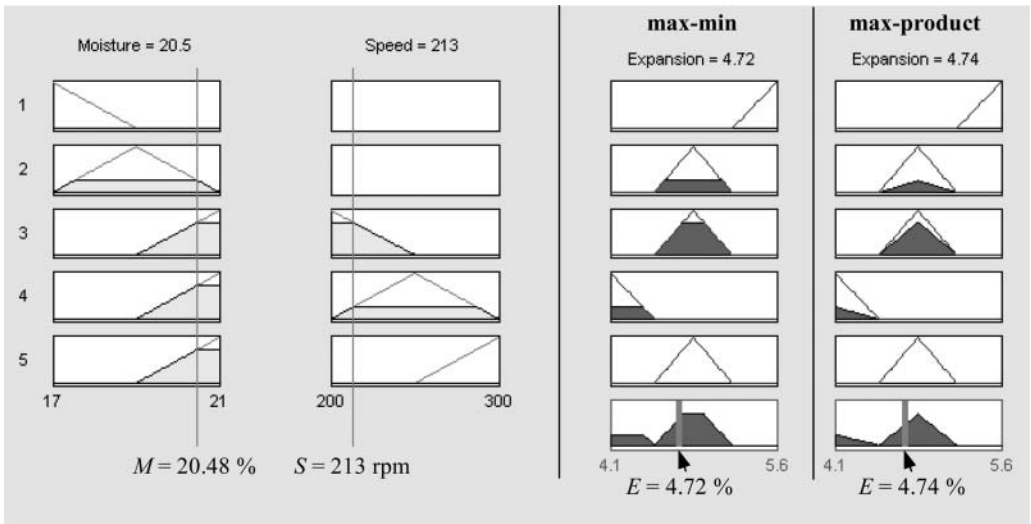 max-min
max-product
Moisture = 20.5
Speed = 213
Expansion = 4.72
Expansion = 4.74
1
2
3
4
5
17
21
200
300
4.1
5.6
4.1
5.6
M = 20.48 %
S = 213 rpm
E = 4.72 %
E = 4.74 %